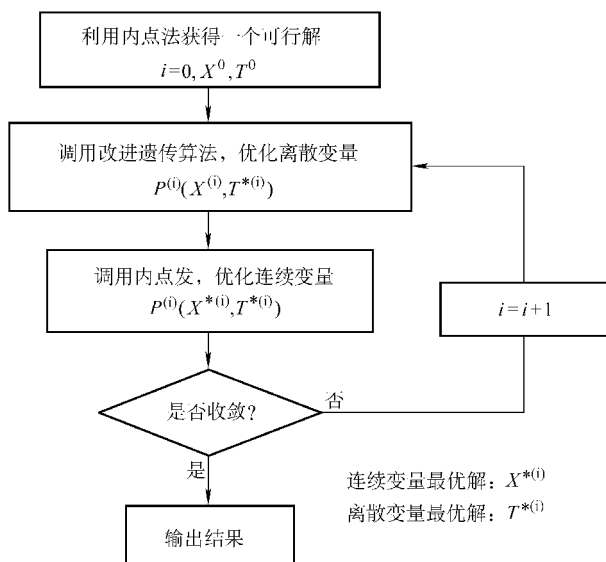 利用内点法获得一个可行解
i=0, X⁰, T⁰
调用改进遗传算法，优化离散变量
P⁽ⁱ⁾(X⁽ⁱ⁾,T*⁽ⁱ⁾)
调用内点发，优化连续变量
P⁽ⁱ⁾(X*⁽ⁱ⁾,T*⁽ⁱ⁾)
i=i+1
是否收敛?
否
是
连续变量最优解：X*⁽ⁱ⁾
离散变量最优解：T*⁽ⁱ⁾
输出结果